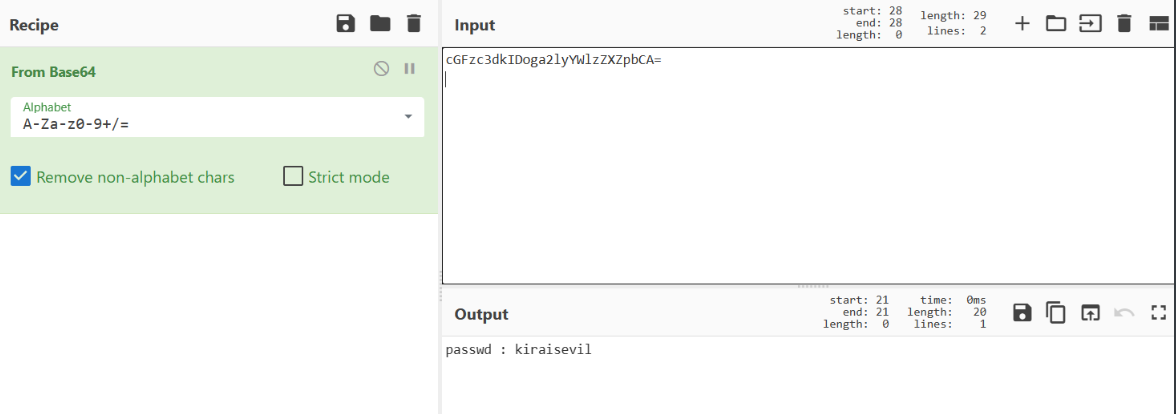 Recipe
From Base64
Alphabet
A-Za-z0-9+/=
Remove non-alphabet chars
Strict mode
Input
start: 28
end: 28
length: 0
length: 29
lines: 2
cGFzc3dkIDoga2lyYWlzZXZpbCA=
Output
start: 21
end: 21
length: 0
time: 0ms
length: 20
lines: 1
passwd : kiraisevil